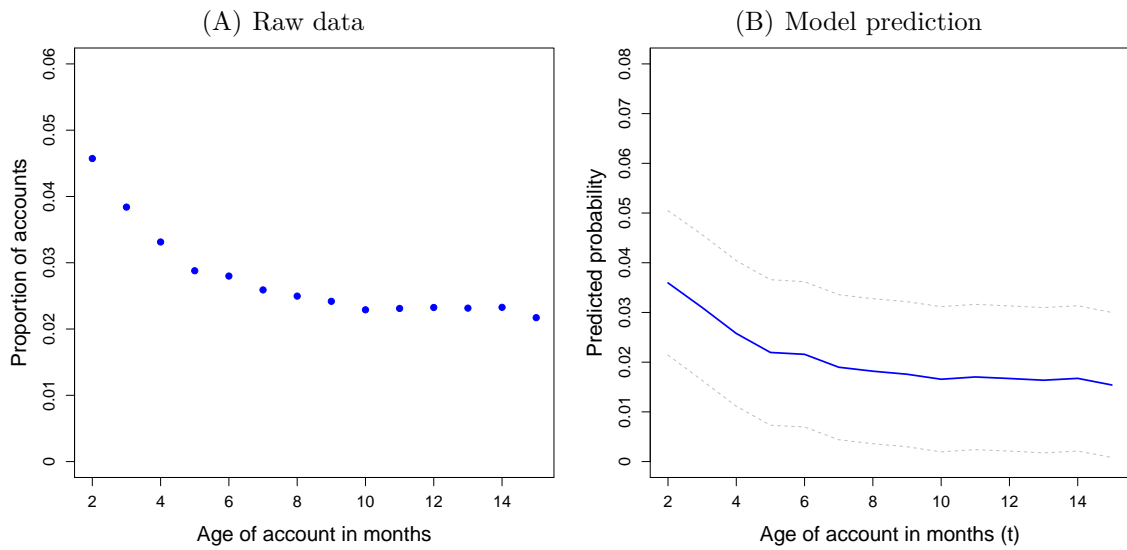 (A) Raw data
Proportion of accounts
0.06
0.05
0.04
0.03
0.02
0.01
0
2 4 6 8 10 12 14
Age of account in months
(B) Model prediction
Predicted probability
0.08
0.07
0.06
0.05
0.04
0.03
0.02
0.01
0
2 4 6 8 10 12 14
Age of account in months (t)